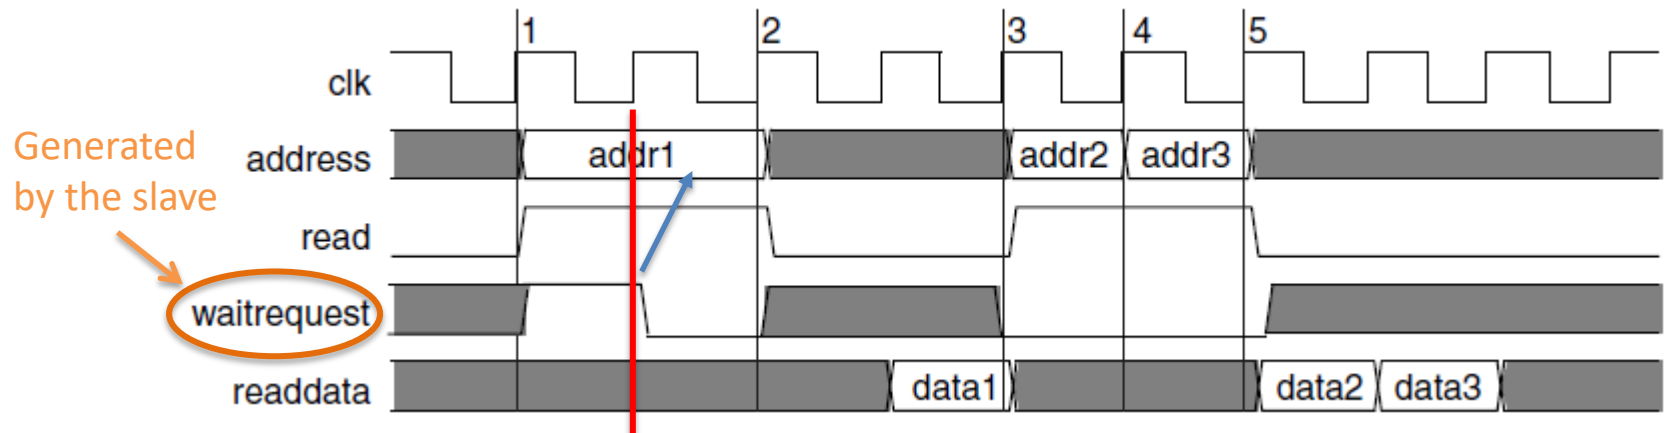 1 2 3 4 5
clk
Generated
by the slave
address addr1 addr2 addr3
read
waitrequest
readdata data1 data2 data3